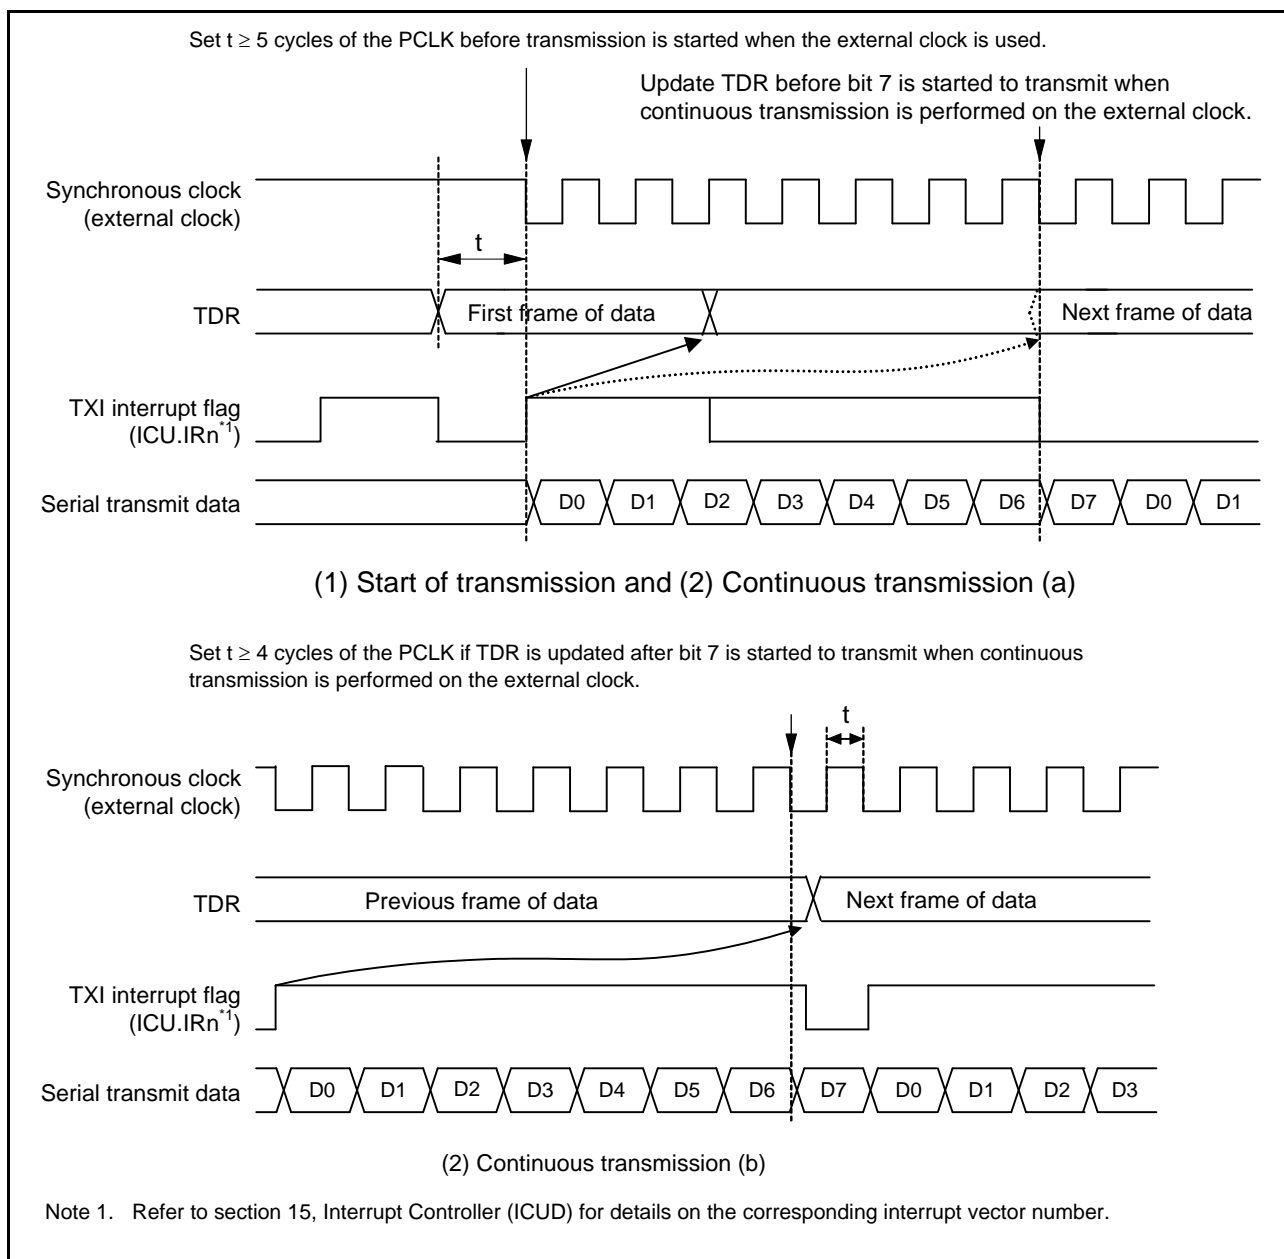 Set t ≥ 5 cycles of the PCLK before transmission is started when the external clock is used.
Update TDR before bit 7 is started to transmit when
continuous transmission is performed on the external clock.
Synchronous clock
(external clock)
t
TDR
First frame of data
Next frame of data
TXI interrupt flag
(ICU.IRn*1)
Serial transmit data
D0 D1 D2 D3 D4 D5 D6 D7 D0 D1
(1) Start of transmission and (2) Continuous transmission (a)
Set t ≥ 4 cycles of the PCLK if TDR is updated after bit 7 is started to transmit when continuous
transmission is performed on the external clock.
t
Synchronous clock
(external clock)
TDR
Previous frame of data
Next frame of data
TXI interrupt flag
(ICU.IRn*1)
Serial transmit data
D0 D1 D2 D3 D4 D5 D6 D7 D0 D1 D2 D3
(2) Continuous transmission (b)
Note 1. Refer to section 15, Interrupt Controller (ICUD) for details on the corresponding interrupt vector number.